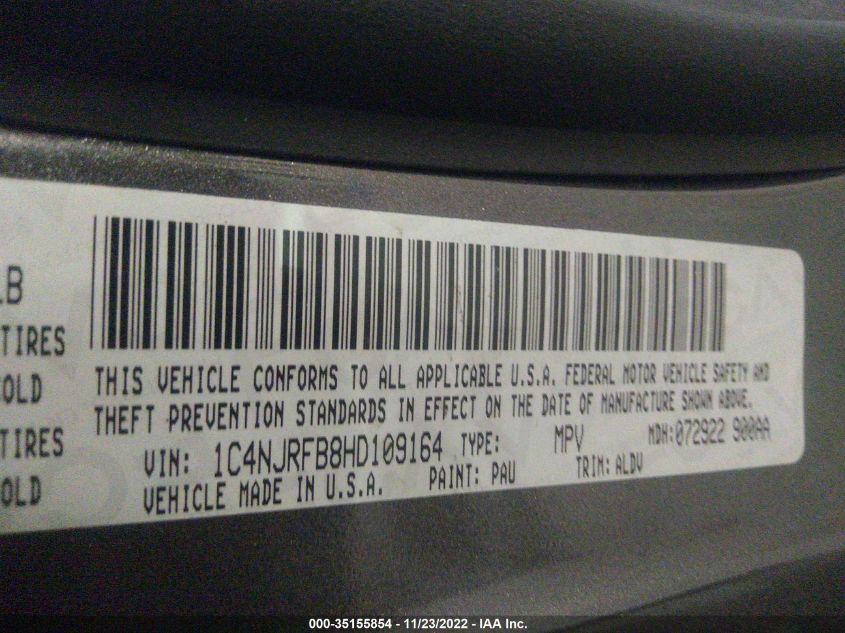 LB
TIRES
OLD
TIRES
OLD
THIS VEHICLE CONFORMS TO ALL APPLICABLE U.S.A. FEDERAL MOTOR VEHICLE SAFETY AND
THEFT PREVENTION STANDARDS IN EFFECT ON THE DATE OF MANUFACTURE SHOWN ABOVE.
VIN: 1C4NJRFB8HD109164 TYPE: MPV MDH:072922 900AA
VEHICLE MADE IN U.S.A. PAINT: PAU TRIM: ALDV
000-35155854 - 11/23/2022 - IAA Inc.